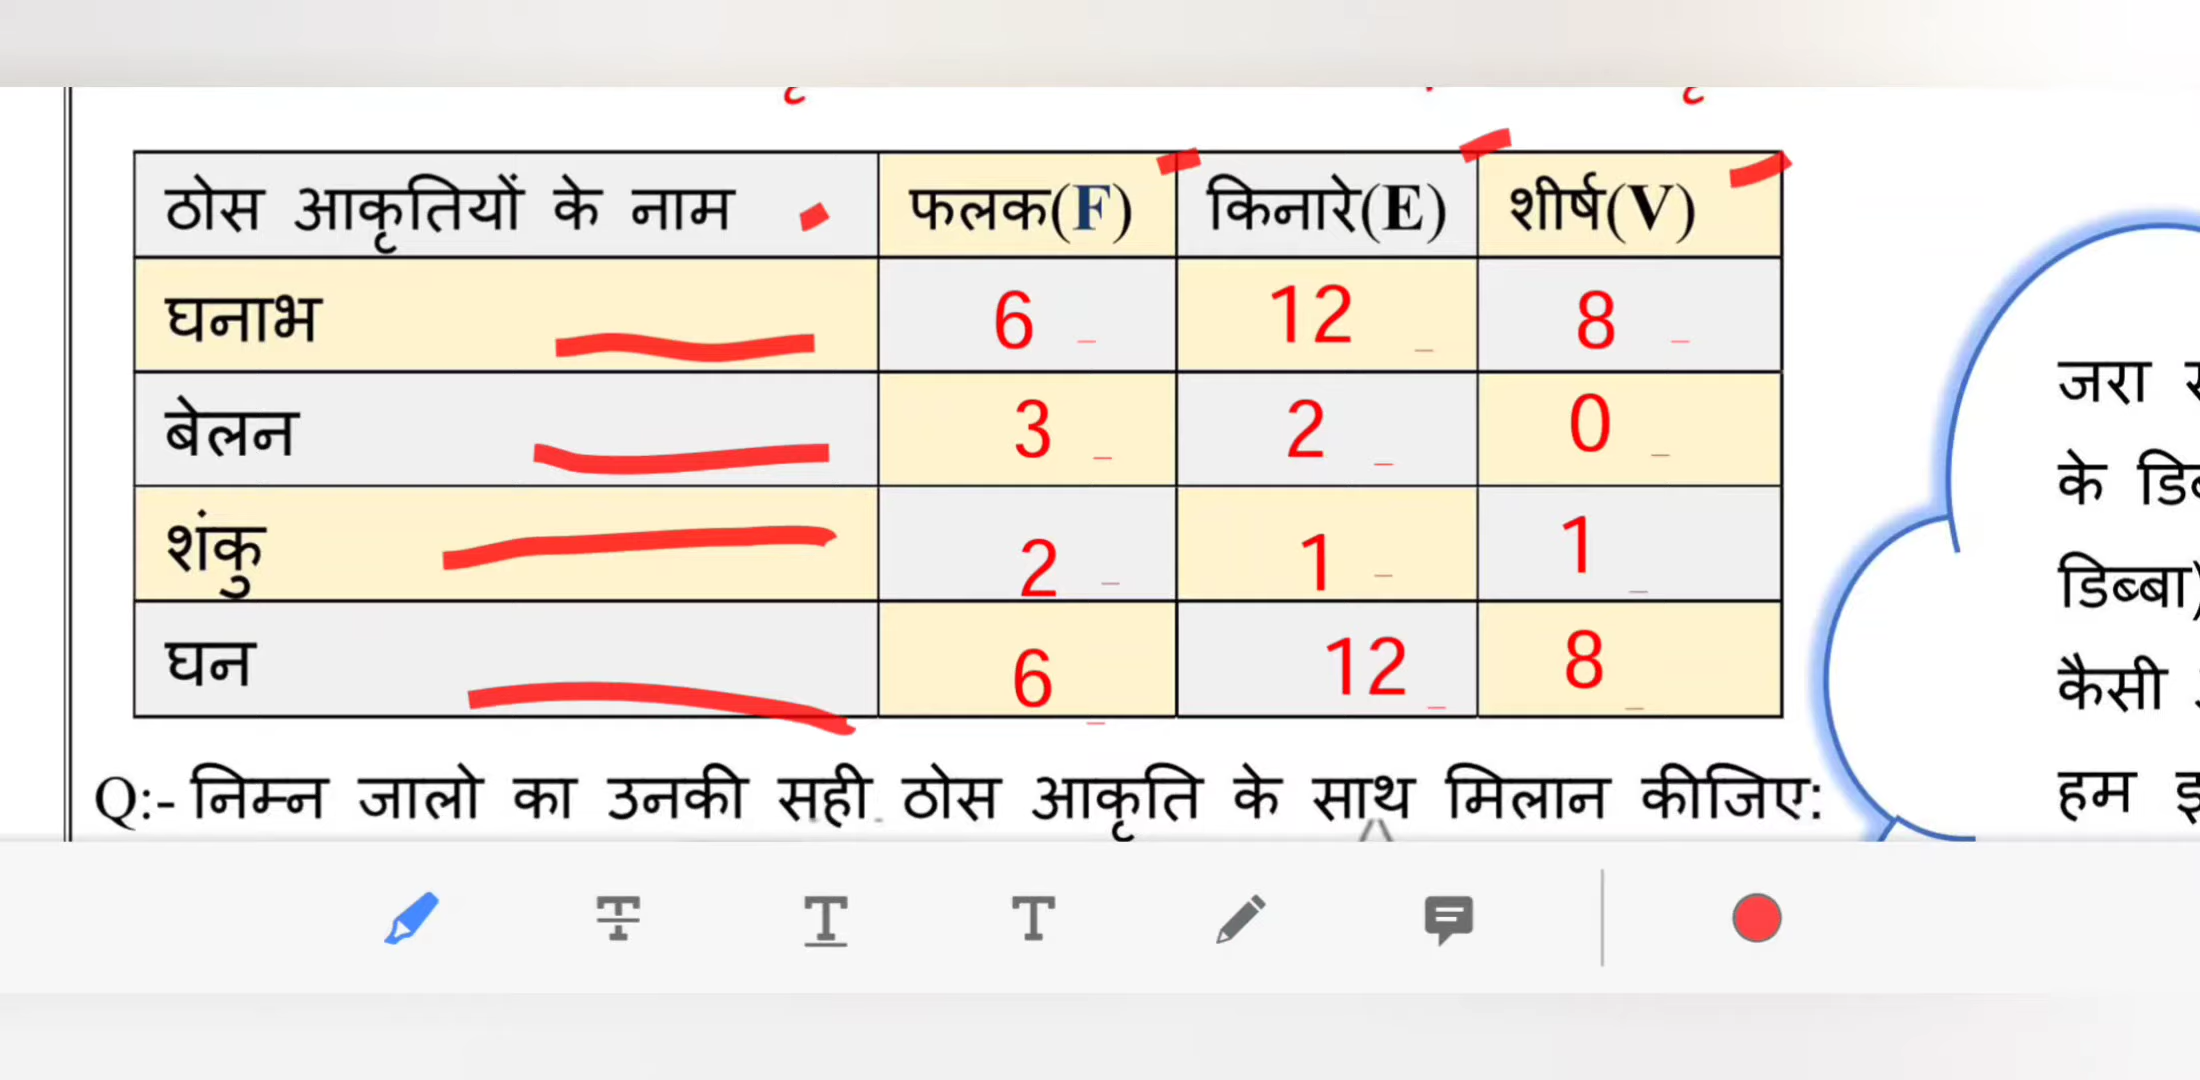 ठोस आकृतियों के नाम फलक(F) किनारे(E) शीर्ष(V)
घनाभ 6 12 8
बेलन 3 2 0
शंकु 2 1 1
घन 6 12 8
Q:- निम्न जालो का उनकी सही ठोस आकृति के साथ मिलान कीजिए:
जरा
के
डिब्बा)
कैसी
हम